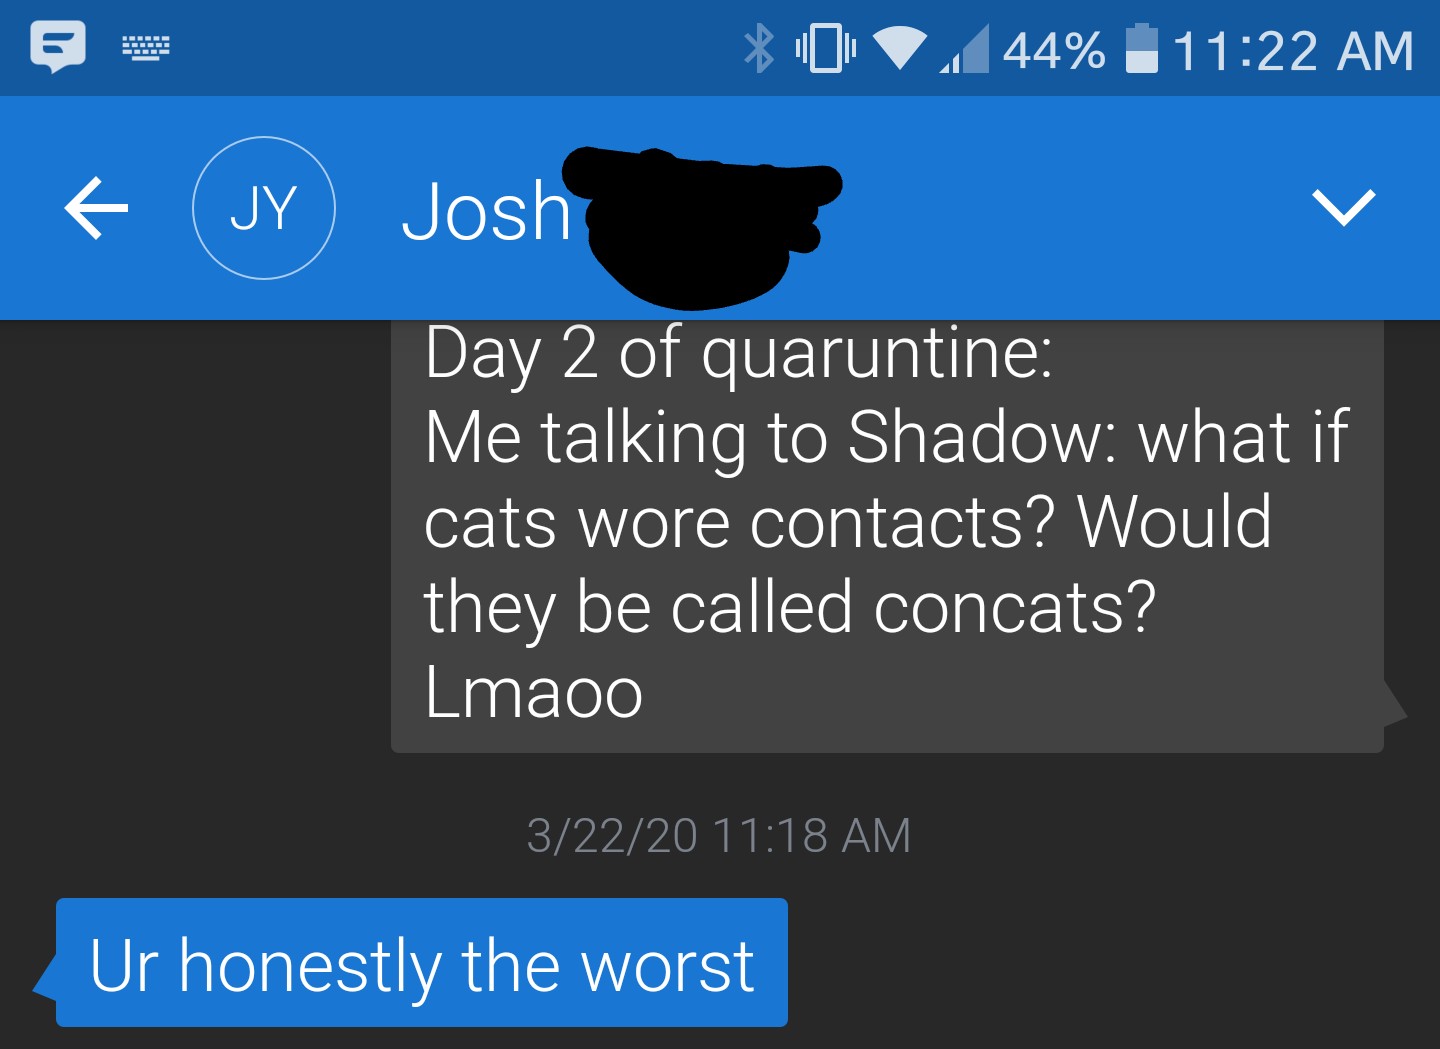 44% 11:22 AM
JY Josh
Day 2 of quaruntine:
Me talking to Shadow: what if
cats wore contacts? Would
they be called concats?
Lmaoo
3/22/20 11:18 AM
Ur honestly the worst